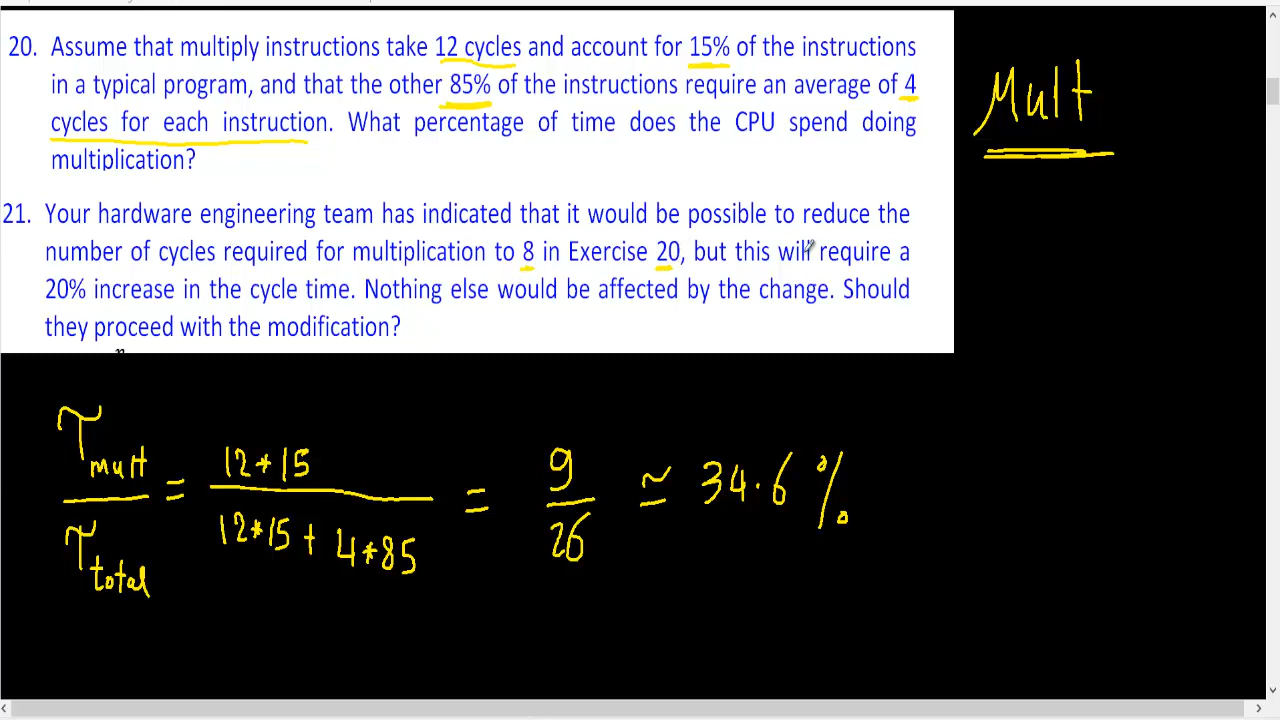 20. Assume that multiply instructions take 12 cycles and account for 15% of the instructions
in a typical program, and that the other 85% of the instructions require an average of 4
cycles for each instruction. What percentage of time does the CPU spend doing
multiplication?
Mult
21. Your hardware engineering team has indicated that it would be possible to reduce the
number of cycles required for multiplication to 8 in Exercise 20, but this will require a
20% increase in the cycle time. Nothing else would be affected by the change. Should
they proceed with the modification?
T mult / T total = 12*15 / 12*15 + 4*85 = 9 / 26 ≃ 34.6 %